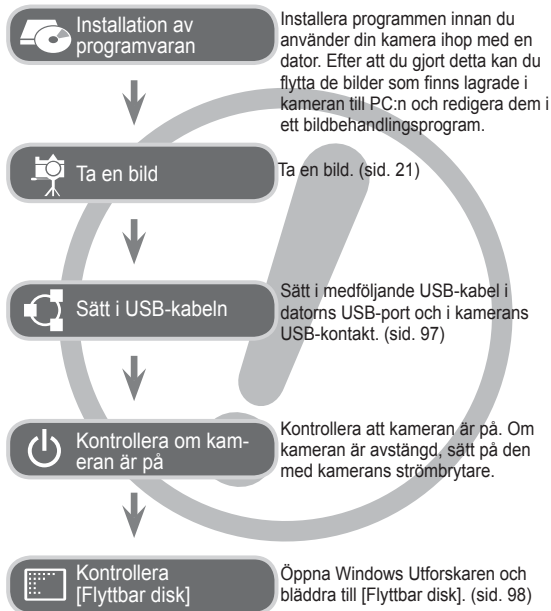 Installation av
programvaran
Installera programmen innan du
använder din kamera ihop med en
dator. Efter att du gjort detta kan du
flytta de bilder som finns lagrade i
kameran till PC:n och redigera dem i
ett bildbehandlingsprogram.
Ta en bild
Ta en bild. (sid. 21)
Sätt i USB-kabeln
Sätt i medföljande USB-kabel i
datorns USB-port och i kamerans
USB-kontakt. (sid. 97)
Kontrollera om kam-
eran är på
Kontrollera att kameran är på. Om
kameran är avstängd, sätt på den
med kamerans strömbrytare.
Kontrollera
[Flyttbar disk]
Öppna Windows Utforskaren och
bläddra till [Flyttbar disk]. (sid. 98)